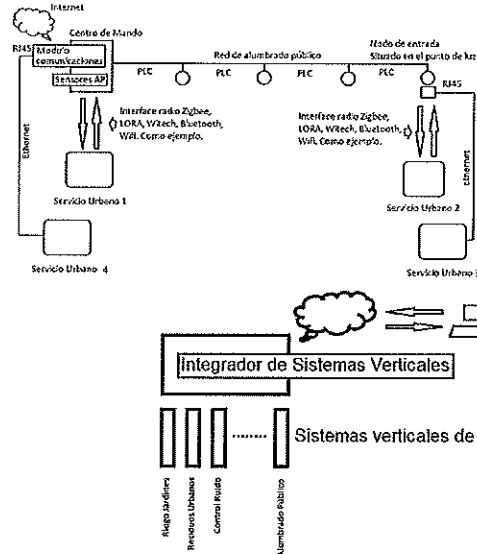 Internet
Centro de Mando
RJ45
Modulo
comunicaciones
Sensores AP
Red de alumbrado público
PLC
PLC
PLC
PLC
Nodo de entrada
Situado en el punto de luz
RJ45
Ethernet
Interface radio Zigbee,
LORA, Witech, Bluetooth,
Wifi. Como ejemplo.
Interface radio Zigbee,
LORA, Witech, Bluetooth,
Wifi. Como ejemplo.
Ethernet
Servicio Urbano 1
Servicio Urbano 2
Servicio Urbano 4
Servicio Urbano 3
Integrador de Sistemas Verticales
Sistemas verticales de
Riego Jardines
Residuos Urbanos
Control Ruido
Alumbrado Público